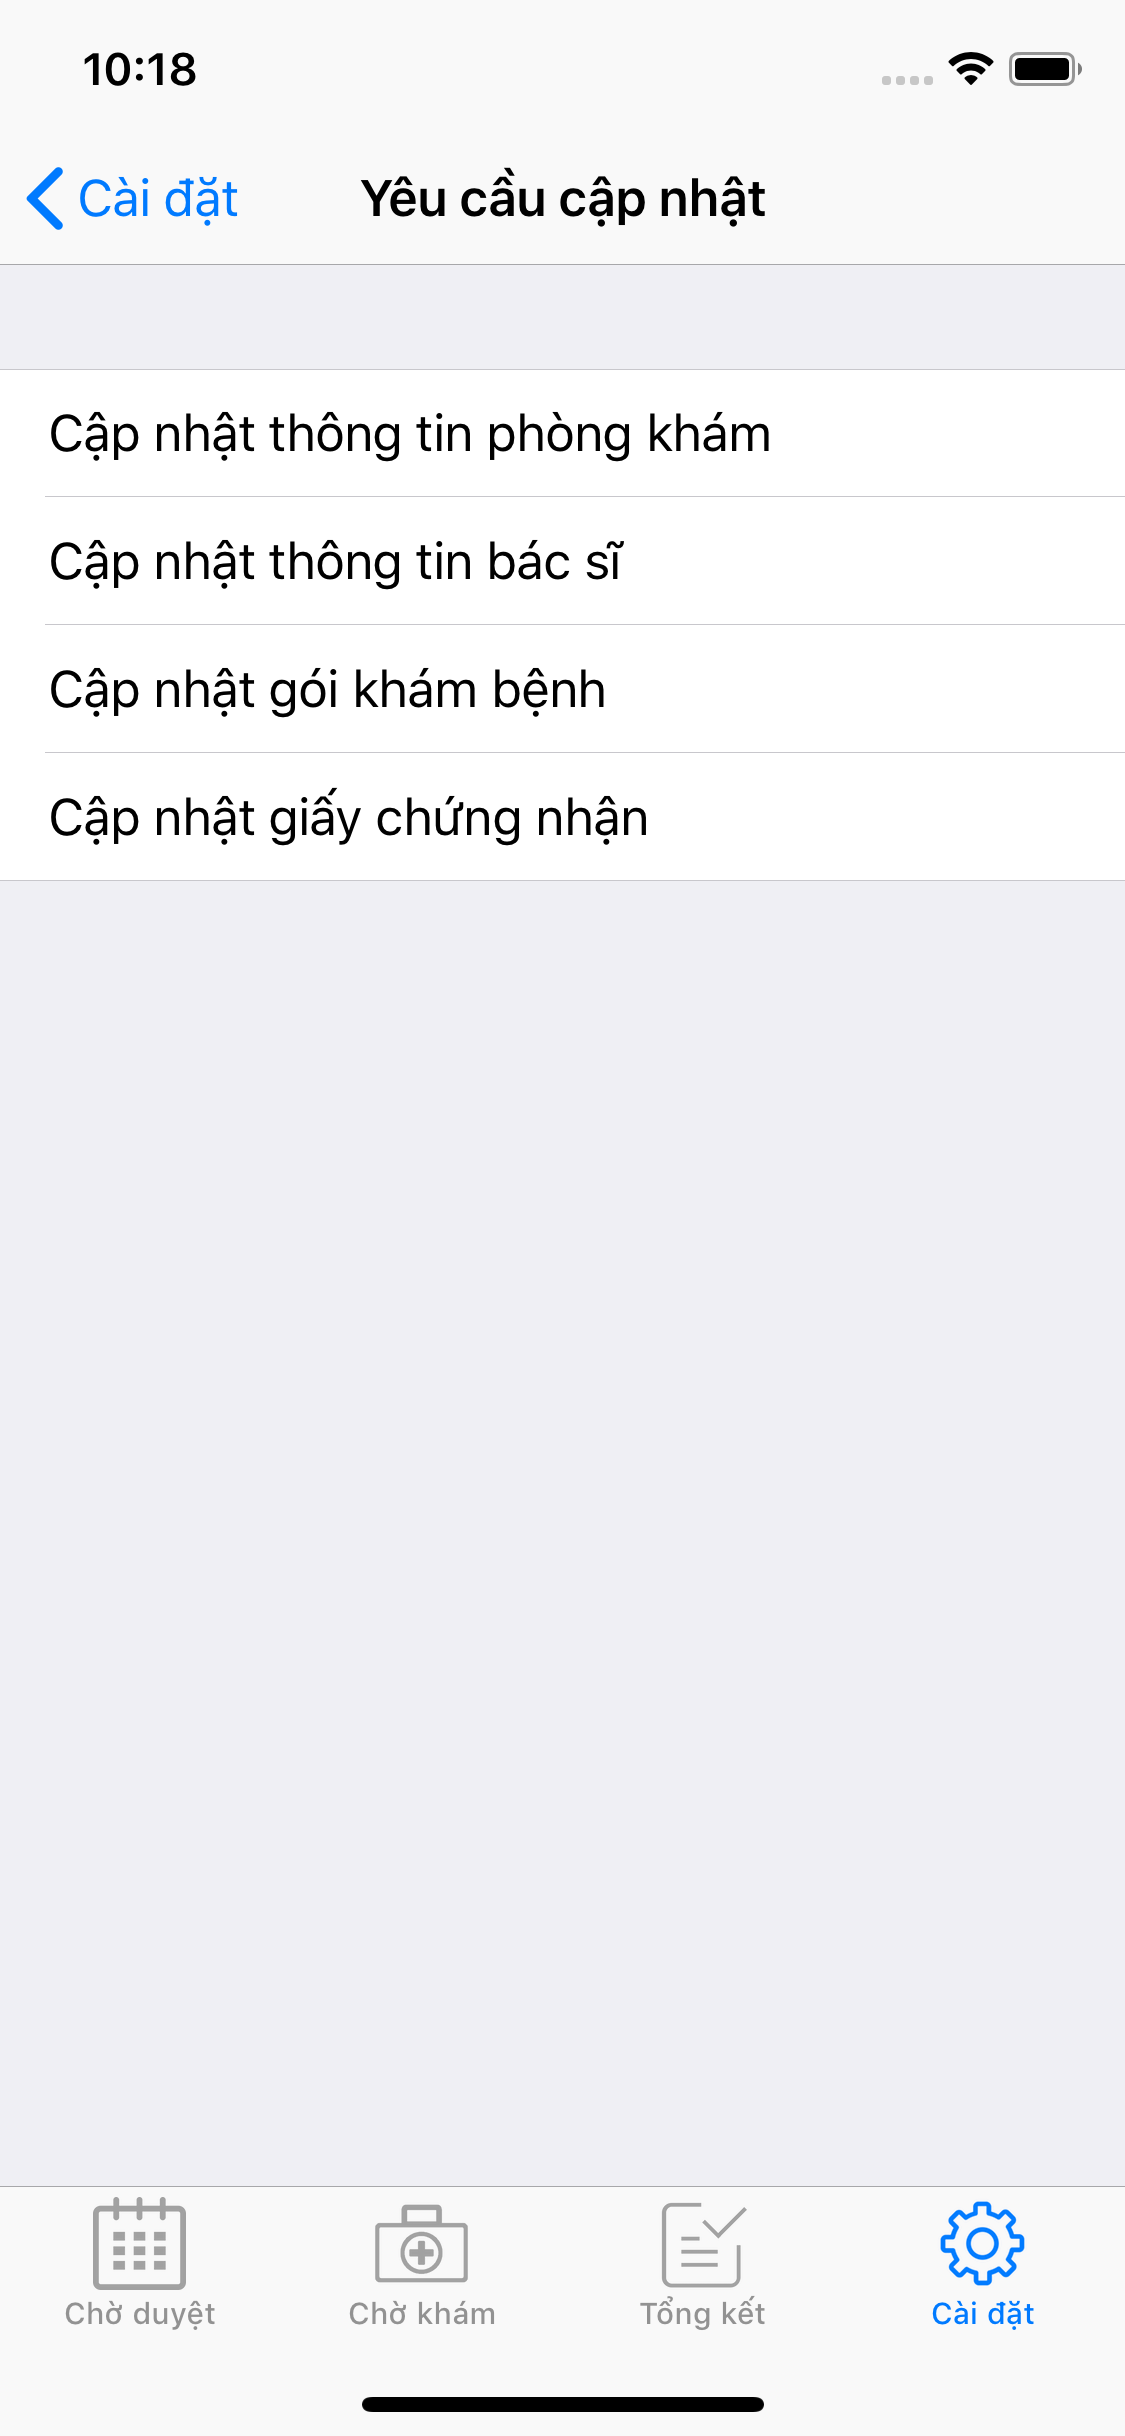 10:18
Cài đặt
Yêu cầu cập nhật
Cập nhật thông tin phòng khám
Cập nhật thông tin bác sĩ
Cập nhật gói khám bệnh
Cập nhật giấy chứng nhận
Chờ duyệt
Chờ khám
Tổng kết
Cài đặt